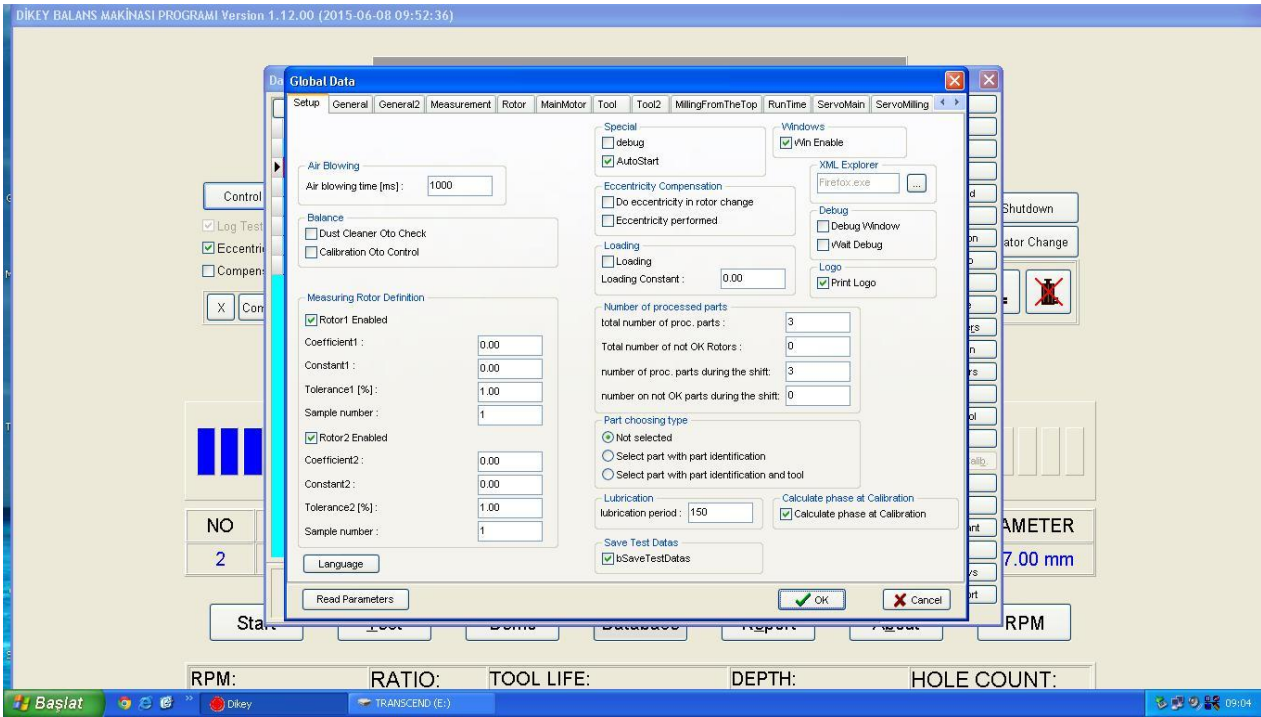 DİKEY BALANS MAKİNASI PROGRAMI Version 1.12.00 (2015-06-08 09:52:36)
Global Data
Setup General General2 Measurement Rotor MainMotor Tool Tool2 MillingFromTheTop RunTime ServoMain ServoMilling
Air Blowing
Air blowing time [ms] : 1000
Balance
Dust Cleaner Oto Check
Calibration Oto Control
Measuring Rotor Definition
Rotor1 Enabled
Coefficient1 : 0.00
Constant1 : 0.00
Tolerance1 [%] : 1.00
Sample number : 1
Rotor2 Enabled
Coefficient2 : 0.00
Constant2 : 0.00
Tolerance2 [%] : 1.00
Sample number : 1
Language
Special
debug
AutoStart
Windows
Win Enable
XML Explorer
Firefox.exe ...
Eccentricity Compensation
Do eccentricity in rotor change
Eccentricity performed
Debug
Debug Window
Wait Debug
Loading
Loading
Loading Constant : 0.00
Logo
Print Logo
Number of processed parts
total number of proc. parts : 3
Total number of not OK Rotors : 0
number of proc. parts during the shift: 3
number on not OK parts during the shift: 0
Part choosing type
Not selected
Select part with part identification
Select part with part identification and tool
Lubrication
lubrication period : 150
Calculate phase at Calibration
Calculate phase at Calibration
Save Test Datas
bSaveTestDatas
Read Parameters OK Cancel
Control
Log Test
X
Shutdown
NO
2 7.00 mm
RPM
RPM: RATIO: TOOL LIFE: DEPTH: HOLE COUNT:
Başlat Dikey TRANSCEND (E:) 09:04